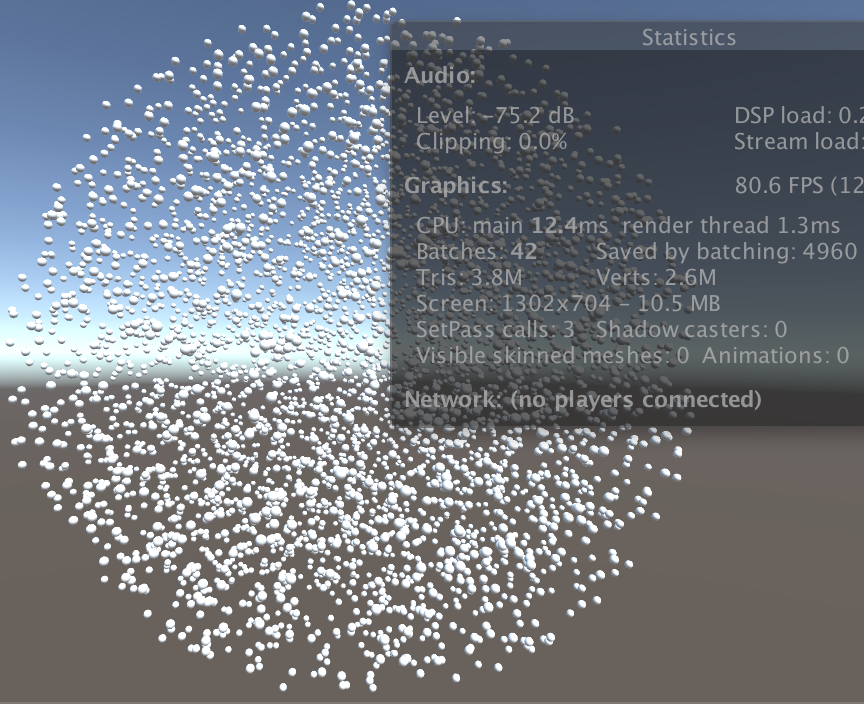 Statistics
Audio:
Level: -75.2 dB DSP load: 0.2
Clipping: 0.0% Stream load:
Graphics: 80.6 FPS (12
CPU: main 12.4ms render thread 1.3ms
Batches: 42 Saved by batching: 4960
Tris: 3.8M Verts: 2.6M
Screen: 1302x704 - 10.5 MB
SetPass calls: 3 Shadow casters: 0
Visible skinned meshes: 0 Animations: 0
Network: (no players connected)